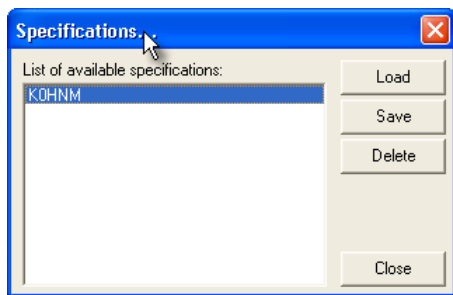 Specifications...
List of available specifications:
K0HNM
Load
Save
Delete
Close